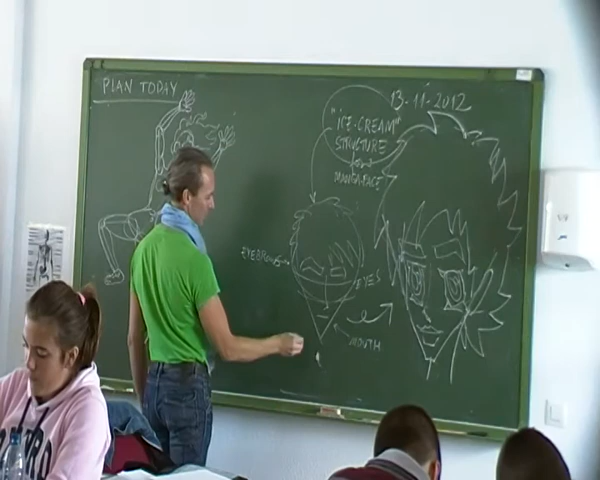 PLAN TODAY
13-11-2012
"ICE-CREAM"
STRUCTURE
for
MANGA FACE
EYEBROWS
EYES
MOUTH